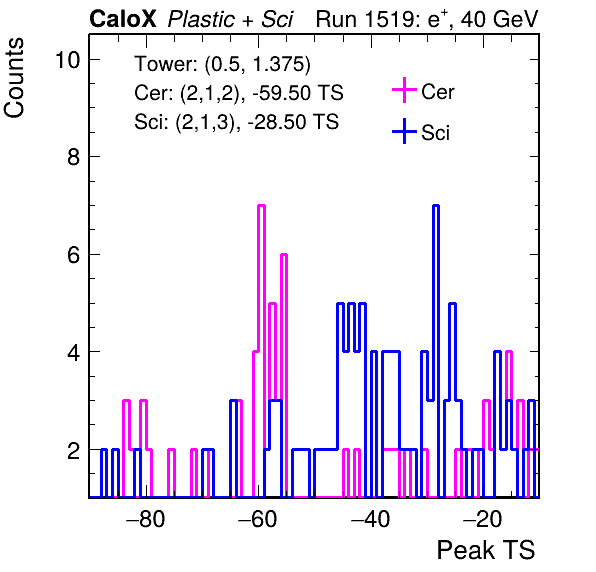 CaloX Plastic + Sci Run 1519: e+, 40 GeV
Counts
Tower: (0.5, 1.375)
Cer: (2,1,2), -59.50 TS
Sci: (2,1,3), -28.50 TS
Cer
Sci
10
8
6
4
2
−80 −60 −40 −20
Peak TS